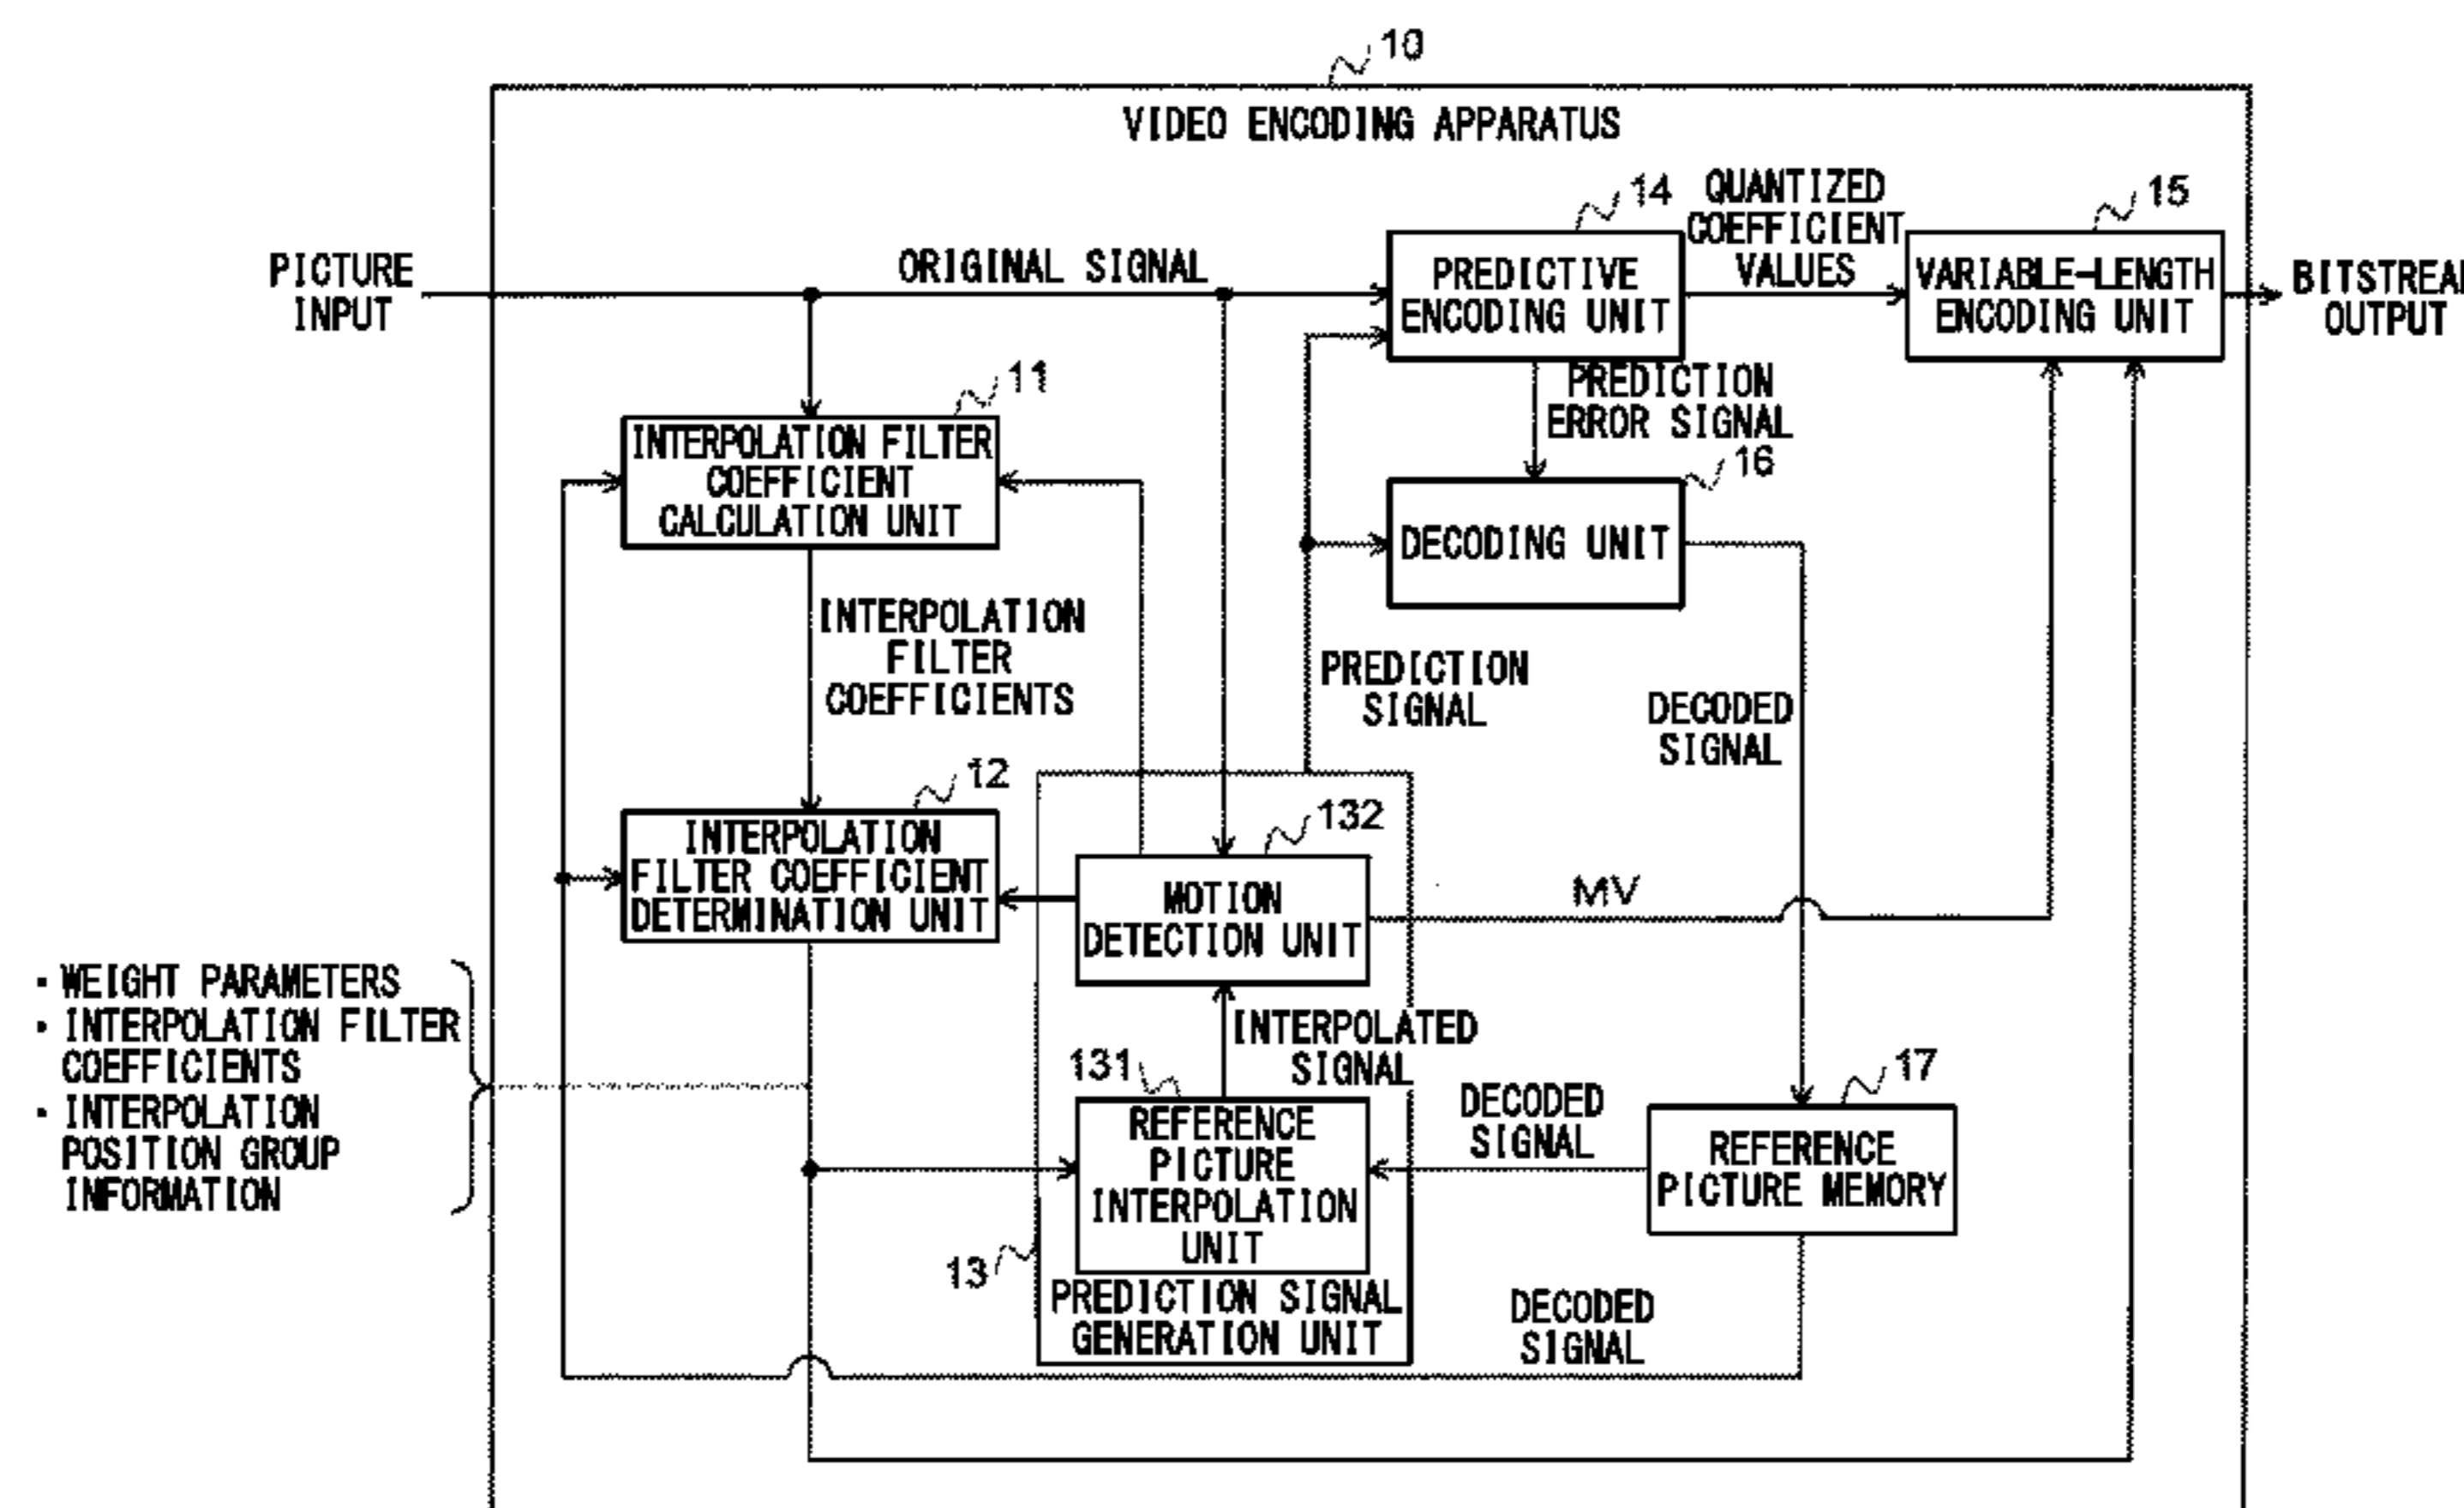 10
VIDEO ENCODING APPARATUS
PICTURE
INPUT
ORIGINAL SIGNAL
14
PREDICTIVE
ENCODING UNIT
QUANTIZED
COEFFICIENT
VALUES
15
VARIABLE-LENGTH
ENCODING UNIT
BITSTREA
OUTPUT
11
INTERPOLATION FILTER
COEFFICIENT
CALCULATION UNIT
PREDICTION
ERROR SIGNAL
16
DECODING UNIT
INTERPOLATION
FILTER
COEFFICIENTS
PREDICTION
SIGNAL
DECODED
SIGNAL
12
INTERPOLATION
FILTER COEFFICIENT
DETERMINATION UNIT
132
MOTION
DETECTION UNIT
MV
· WEIGHT PARAMETERS
· INTERPOLATION FILTER
COEFFICIENTS
· INTERPOLATION
POSITION GROUP
INFORMATION
INTERPOLATED
SIGNAL
131
REFERENCE
PICTURE
INTERPOLATION
UNIT
DECODED
SIGNAL
17
REFERENCE
PICTURE MEMORY
13
PREDICTION SIGNAL
GENERATION UNIT
DECODED
SIGNAL